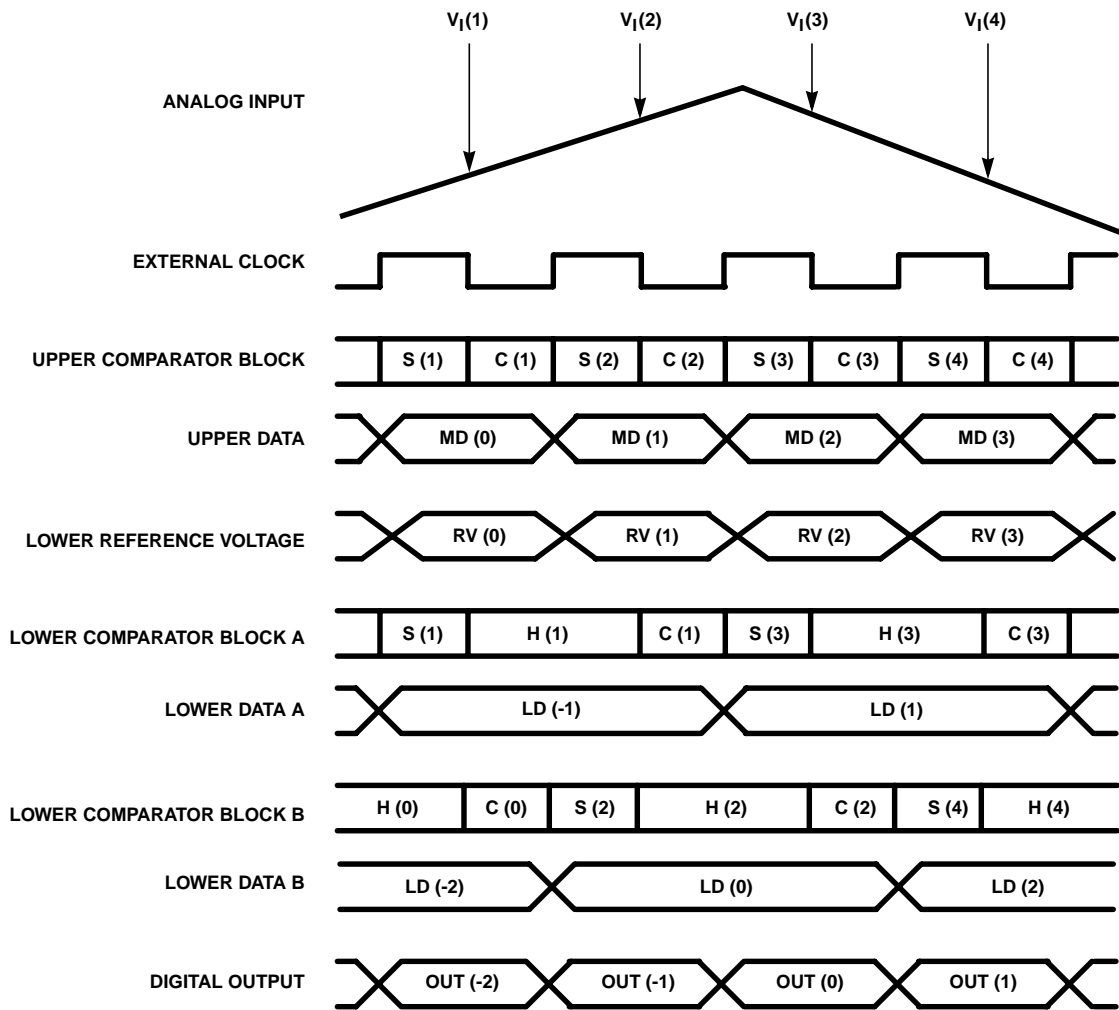 VI(1) VI(2) VI(3) VI(4)
ANALOG INPUT
EXTERNAL CLOCK
UPPER COMPARATOR BLOCK S (1) C (1) S (2) C (2) S (3) C (3) S (4) C (4)
UPPER DATA MD (0) MD (1) MD (2) MD (3)
LOWER REFERENCE VOLTAGE RV (0) RV (1) RV (2) RV (3)
LOWER COMPARATOR BLOCK A S (1) H (1) C (1) S (3) H (3) C (3)
LOWER DATA A LD (-1) LD (1)
LOWER COMPARATOR BLOCK B H (0) C (0) S (2) H (2) C (2) S (4) H (4)
LOWER DATA B LD (-2) LD (0) LD (2)
DIGITAL OUTPUT OUT (-2) OUT (-1) OUT (0) OUT (1)